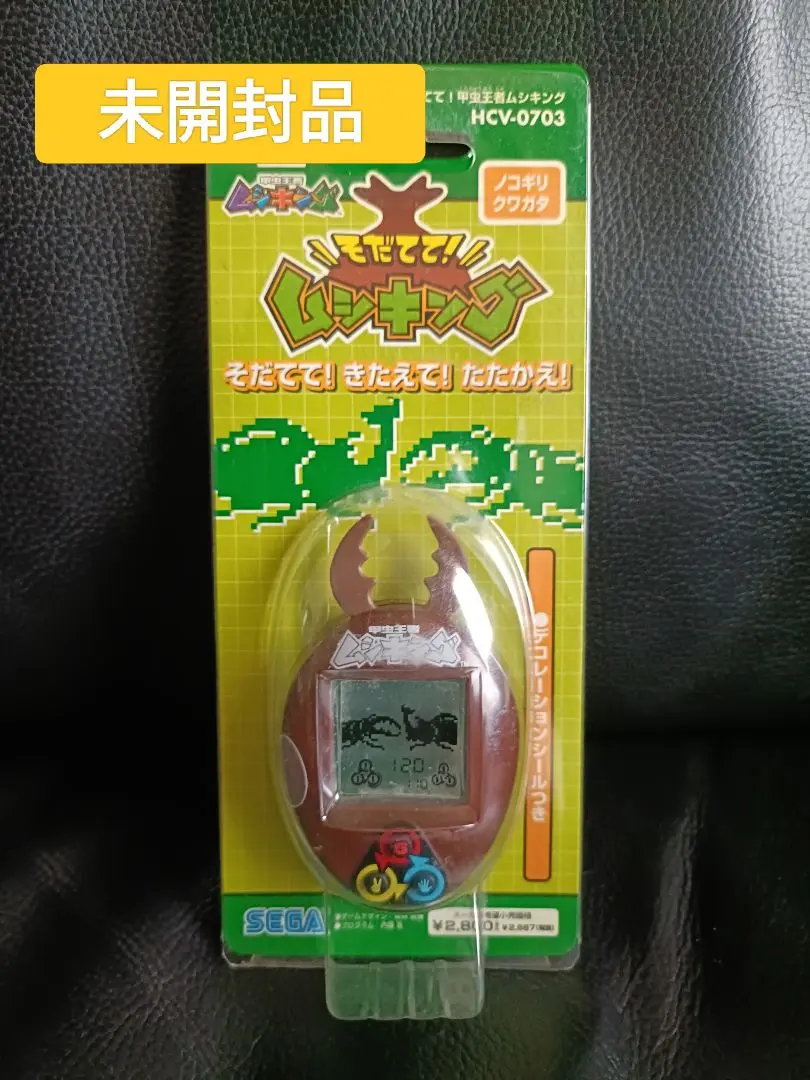 未開封品
てて!甲虫王者ムシキング
HCV-0703
甲虫王者
ムシキング
ノコギリ
クワガタ
そだてて!
ムシキング
そだてて! きたえて! たたかえ!
甲虫王者
ムシキング
120
110
デコレーションシールつき
SEGA